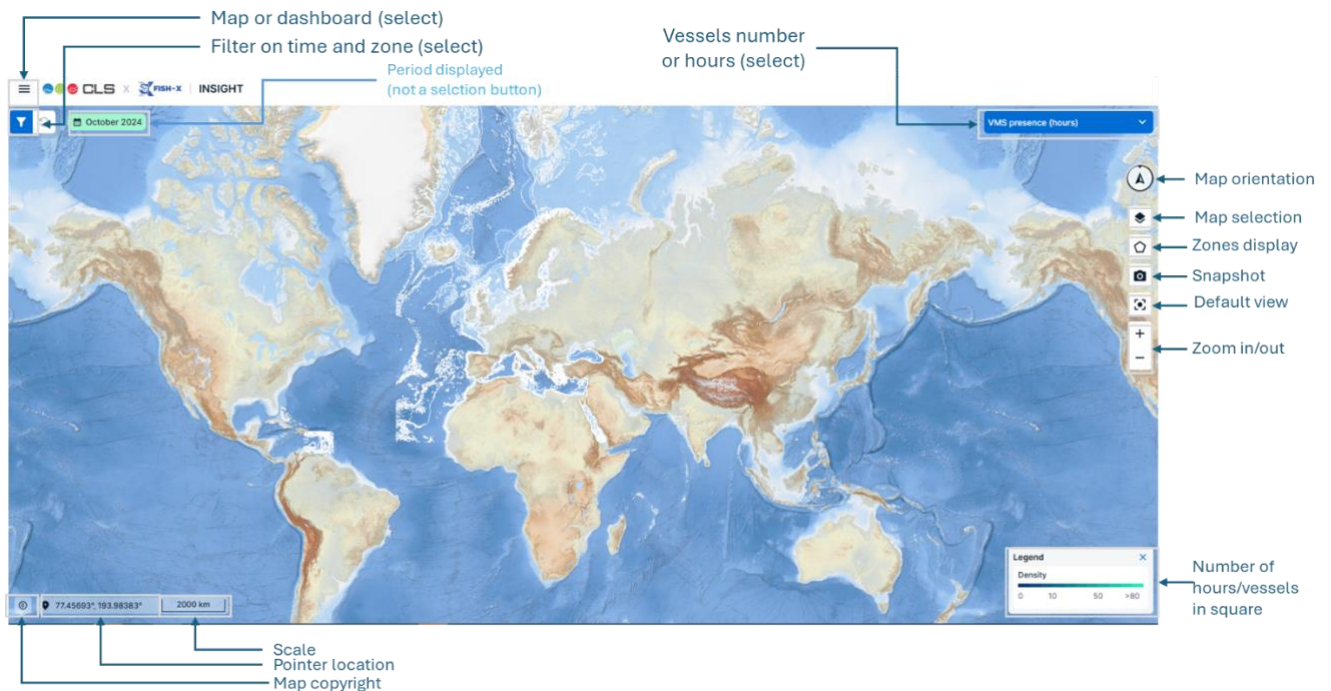 Map or dashboard (select)
Filter on time and zone (select)
Period displayed
(not a selction button)
Vessels number
or hours (select)
CLS X FISH-X INSIGHT
October 2024
VMS presence (hours)
Map orientation
Map selection
Zones display
Snapshot
Default view
+
−
Zoom in/out
Legend ×
Density
0 10 50 >80
Number of
hours/vessels
in square
© 77.45693°, 193.98383° 2000 km
Scale
Pointer location
Map copyright